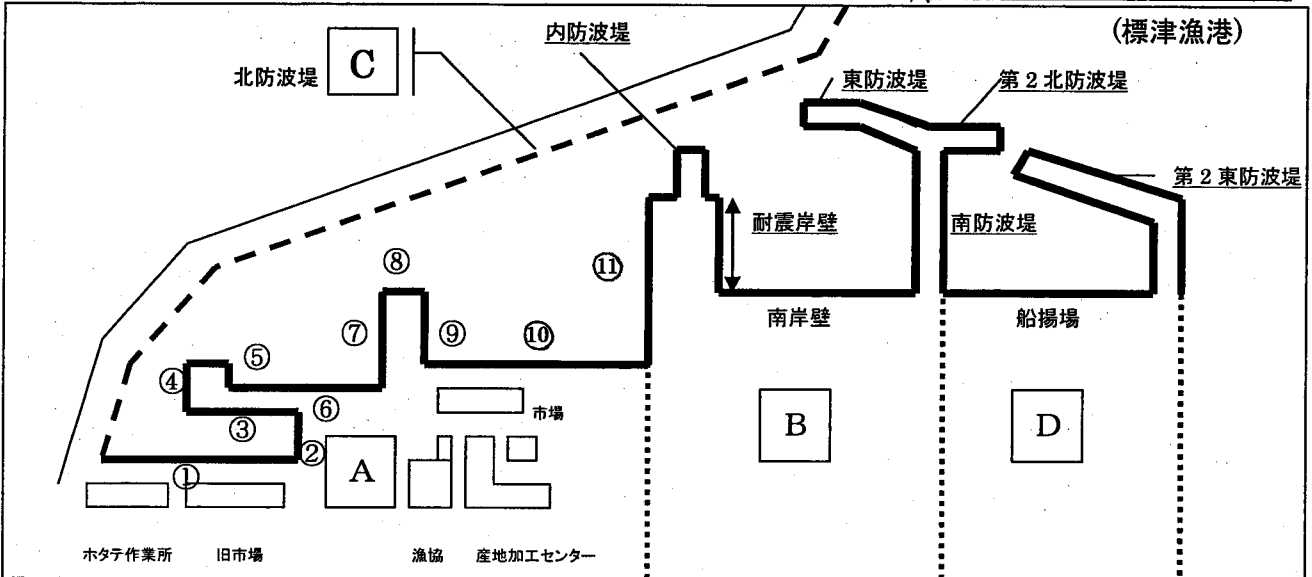 (標津漁港)
内防波堤
C
北防波堤
東防波堤
第2北防波堤
第2東防波堤
耐震岸壁
南防波堤
⑧
⑪
南岸壁
船揚場
⑦
⑨
⑩
⑤
④
⑥
市場
③
B
D
②
A
①
ホタテ作業所
旧市場
漁協
産地加工センター